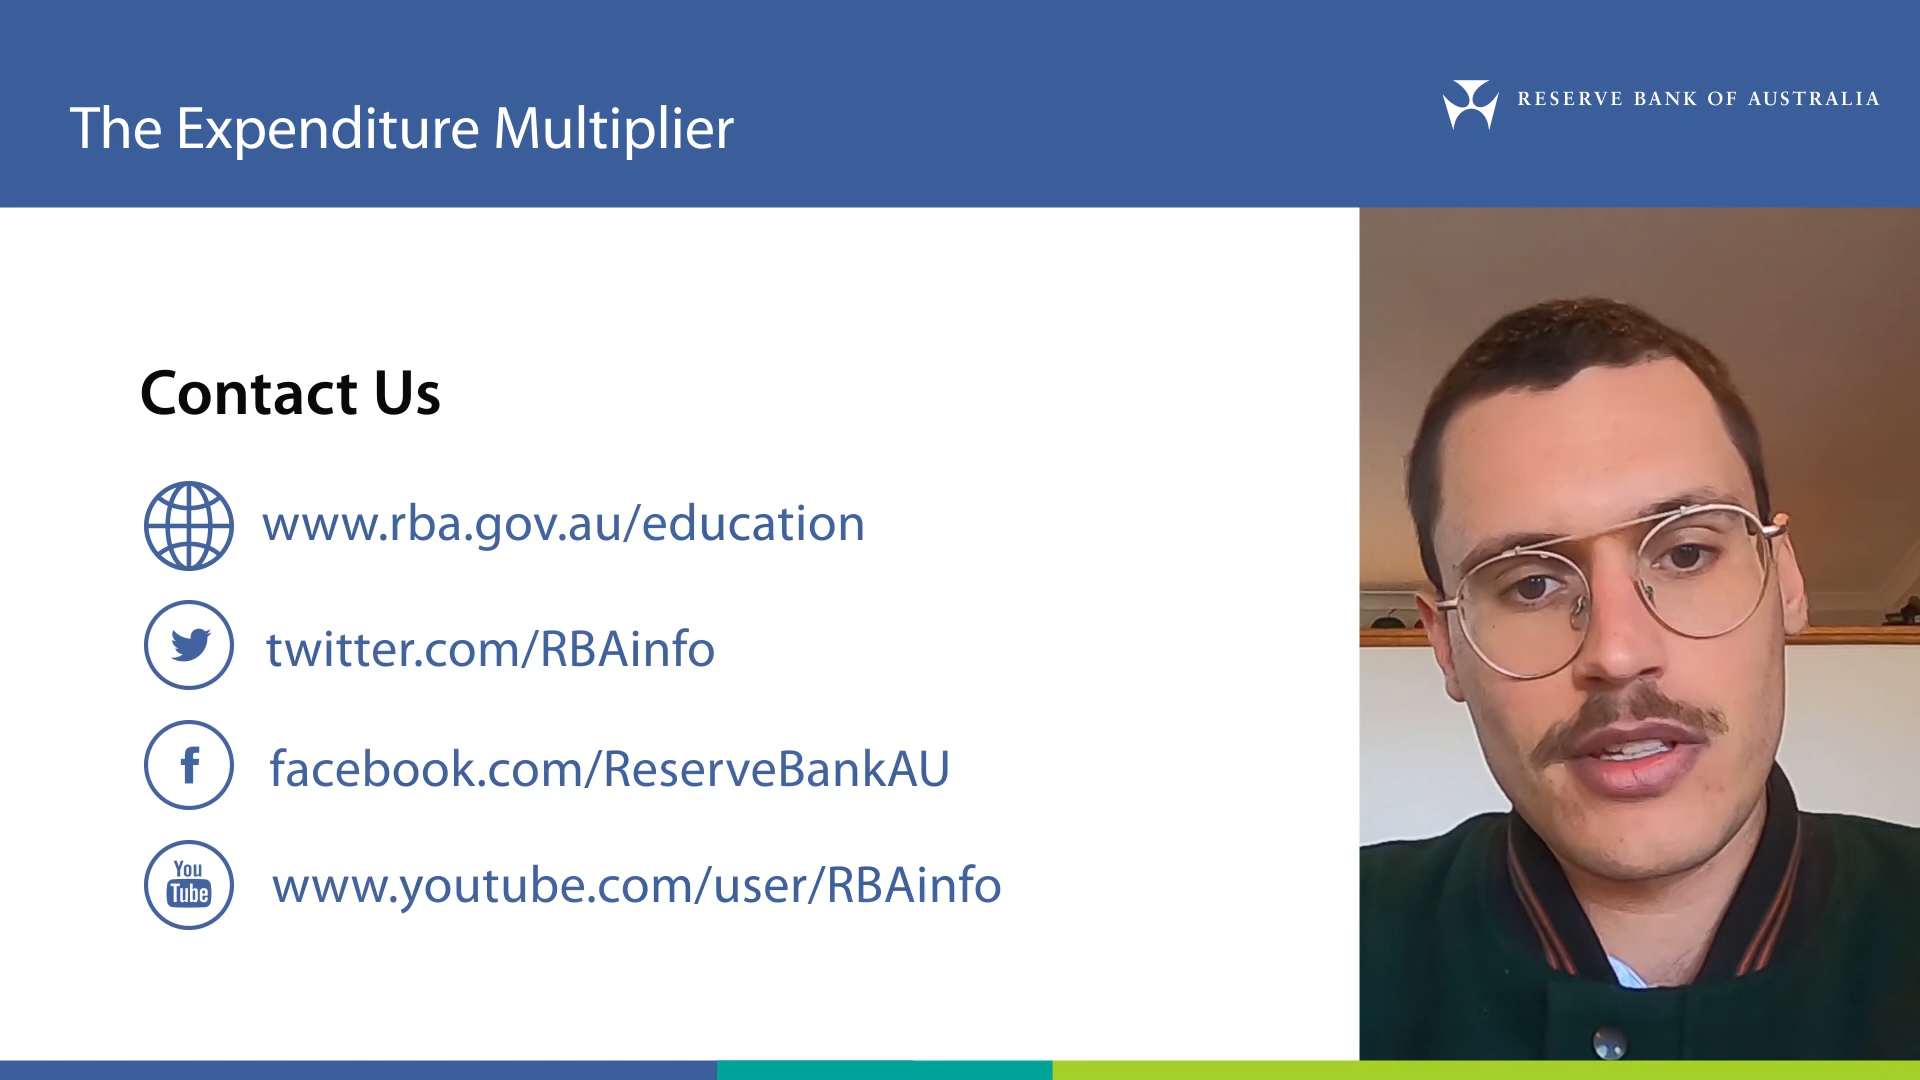 The Expenditure Multiplier
RESERVE BANK OF AUSTRALIA
Contact Us
www.rba.gov.au/education
twitter.com/RBAinfo
f
facebook.com/ReserveBankAU
You
Tube
www.youtube.com/user/RBAinfo